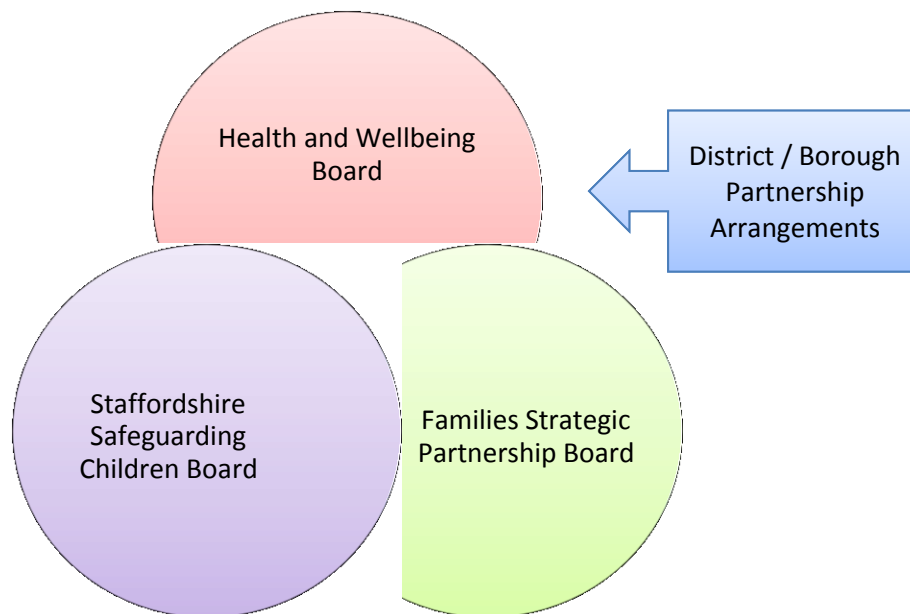 Health and Wellbeing
Board
District / Borough
Partnership
Arrangements
Staffordshire
Safeguarding
Children Board
Families Strategic
Partnership Board